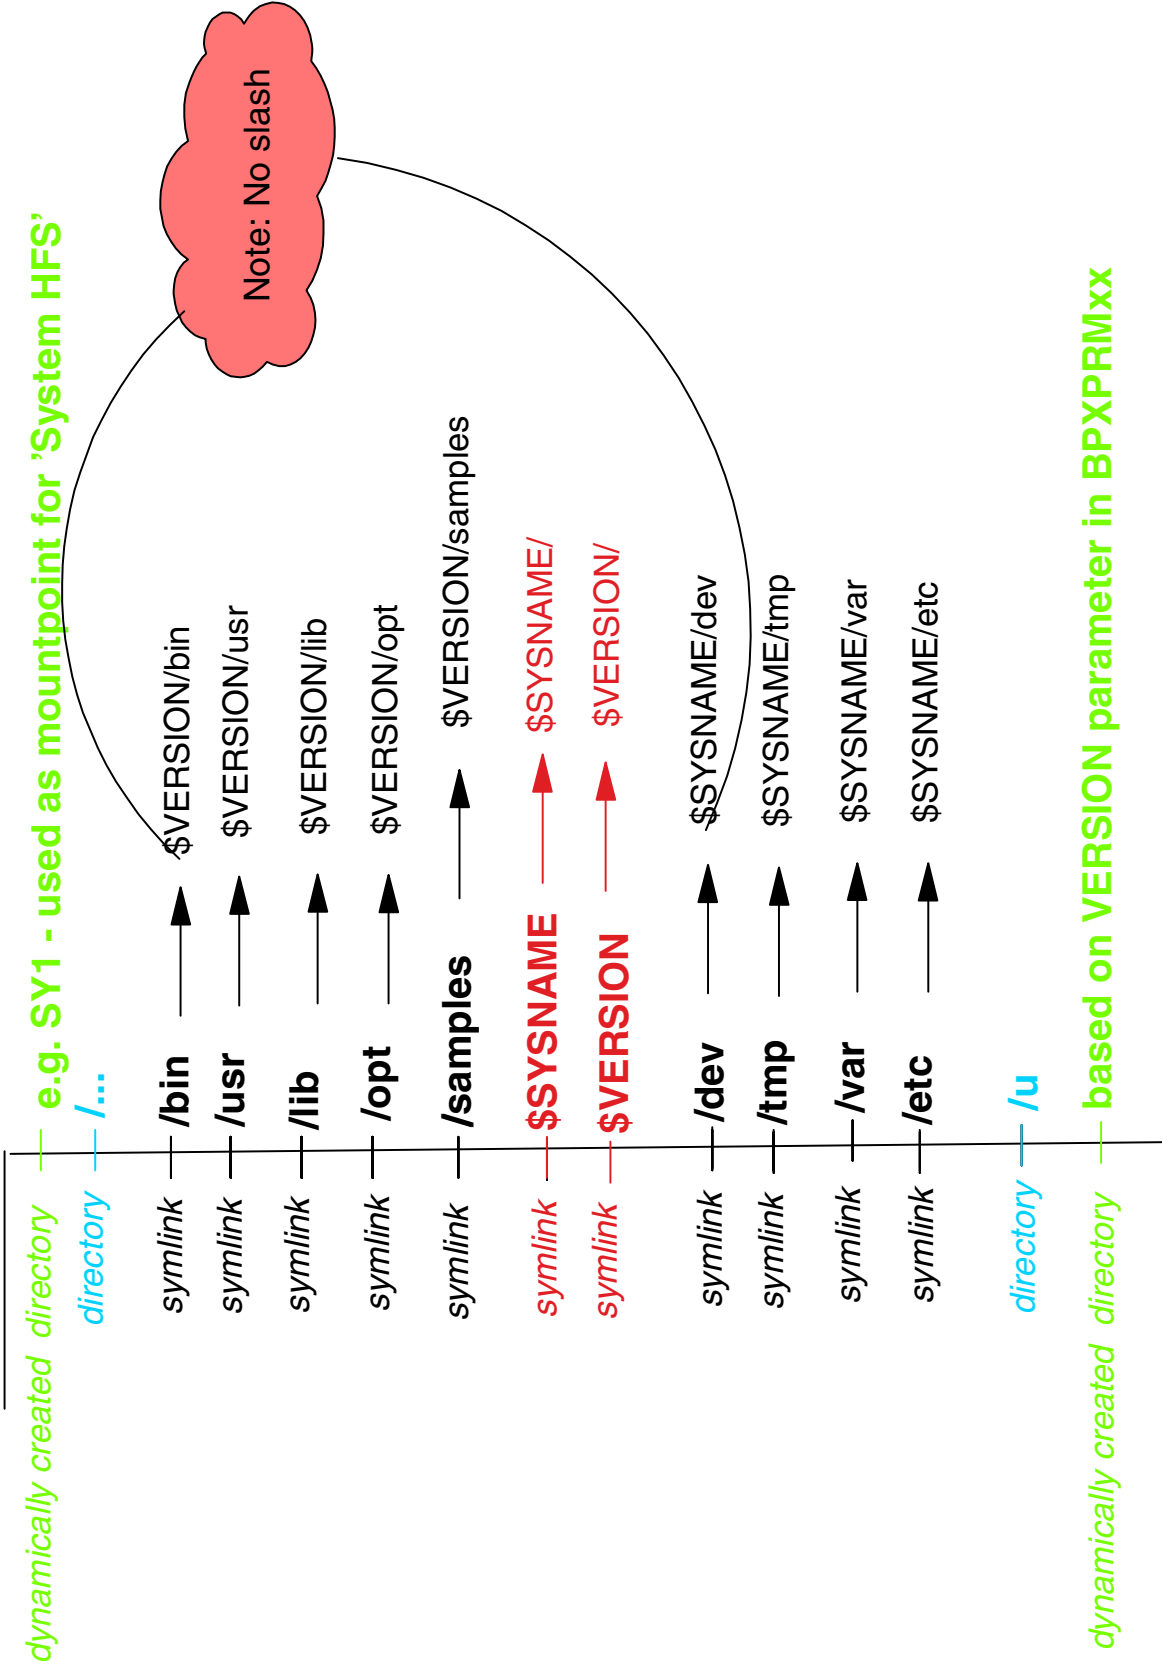 dynamically created directory e.g. SY1 - used as mountpoint for 'System HFS'
directory /...
symlink /bin $VERSION/bin
symlink /usr $VERSION/usr
symlink /lib $VERSION/lib
symlink /opt $VERSION/opt
symlink /samples $VERSION/samples
symlink $SYSNAME $SYSNAME/
symlink $VERSION $VERSION/
symlink /dev $SYSNAME/dev
symlink /tmp $SYSNAME/tmp
symlink /var $SYSNAME/var
symlink /etc $SYSNAME/etc
directory /u
dynamically created directory based on VERSION parameter in BPXPRMxx
Note: No slash